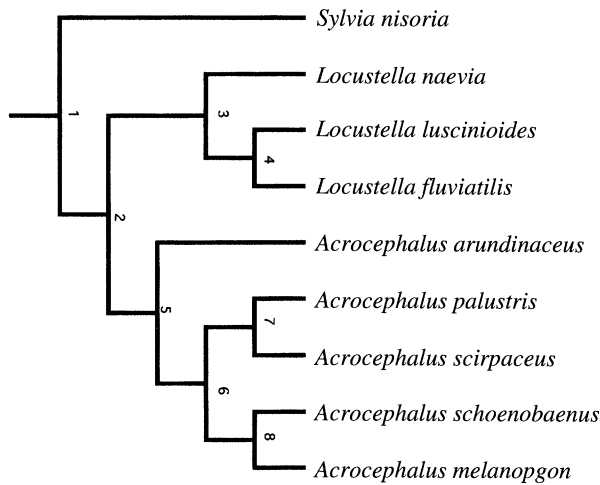 Sylvia nisoria
Locustella naevia
1
3
Locustella luscinioides
4
Locustella fluviatilis
2
Acrocephalus arundinaceus
Acrocephalus palustris
5
7
Acrocephalus scirpaceus
6
Acrocephalus schoenobaenus
8
Acrocephalus melanopgon